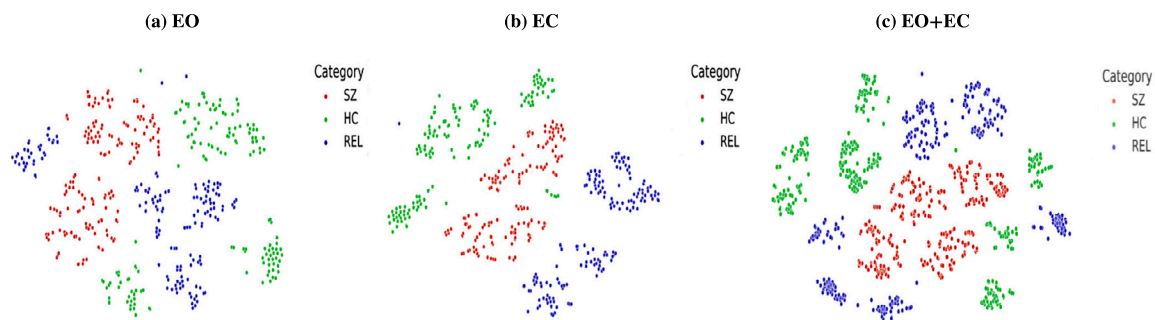 (a) EO
(b) EC
(c) EO+EC
Category
SZ
HC
REL
Category
SZ
HC
REL
Category
SZ
HC
REL